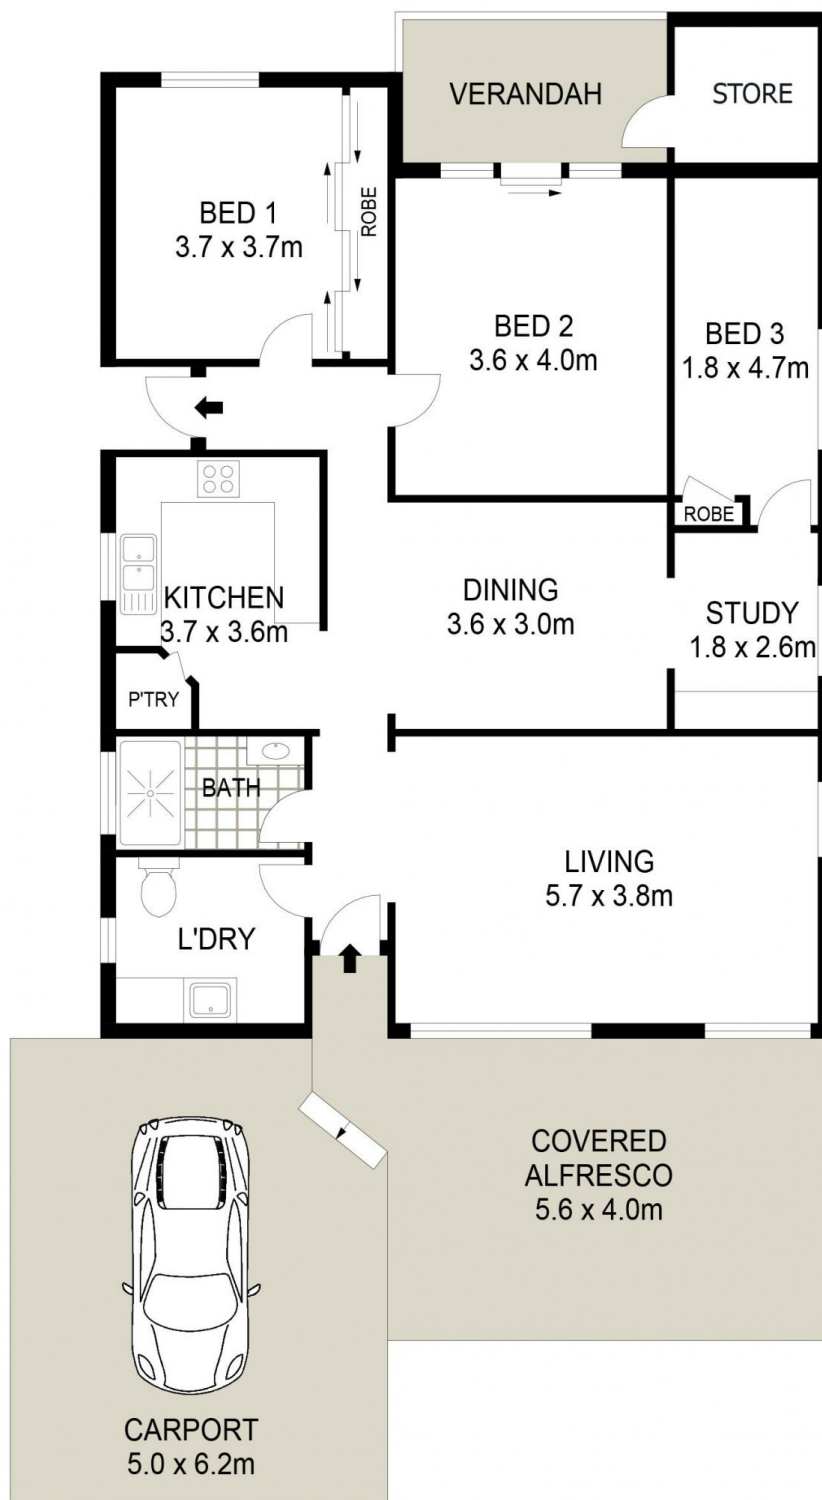 VERANDAH
STORE
BED 1
3.7 x 3.7m
ROBE
BED 2
3.6 x 4.0m
BED 3
1.8 x 4.7m
ROBE
KITCHEN
3.7 x 3.6m
DINING
3.6 x 3.0m
STUDY
1.8 x 2.6m
P'TRY
BATH
LIVING
5.7 x 3.8m
L'DRY
COVERED
ALFRESCO
5.6 x 4.0m
CARPORT
5.0 x 6.2m